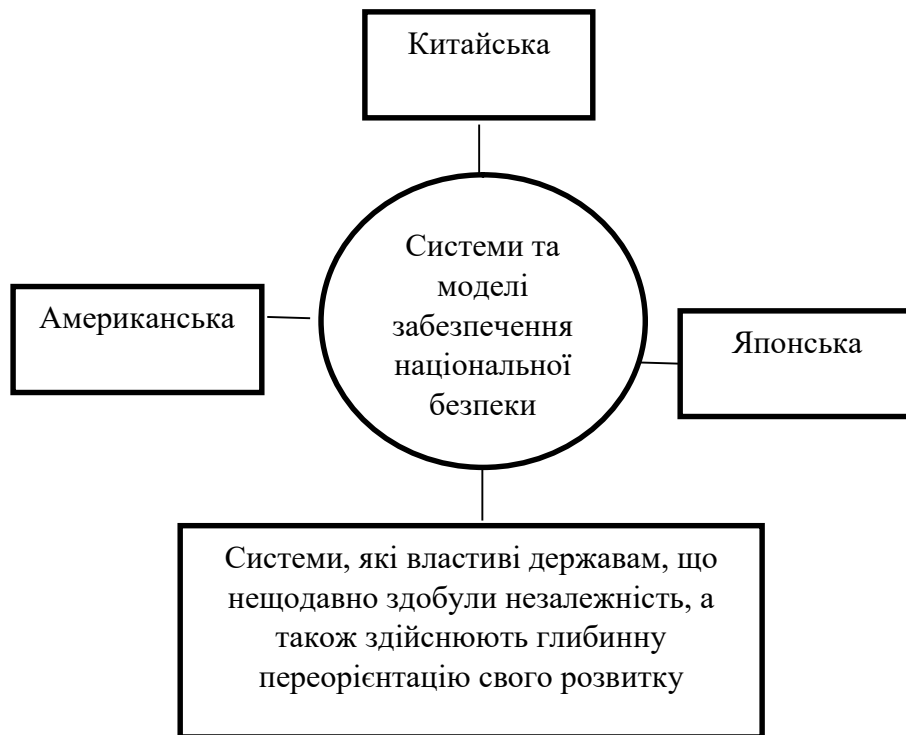 Китайська
Системи та
моделі
забезпечення
національної
безпеки
Американська
Японська
Системи, які властиві державам, що
нещодавно здобули незалежність, а
також здійснюють глибинну
переорієнтацію свого розвитку